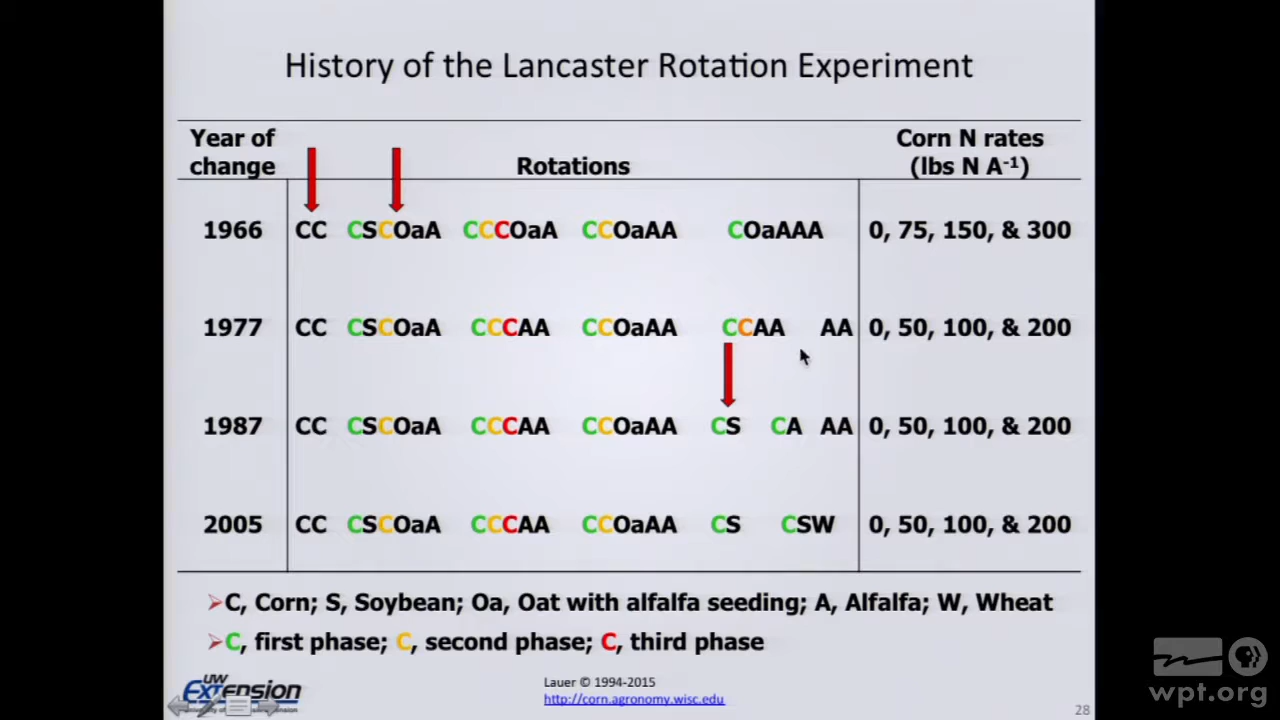 History of the Lancaster Rotation Experiment
Year of change Rotations Corn N rates (lbs N A-1)
1966 CC CSCOaA CCCOaA CCOaAA COaAAA 0, 75, 150, & 300
1977 CC CSCOaA CCCAA CCOaAA CCAA AA 0, 50, 100, & 200
1987 CC CSCOaA CCCAA CCOaAA CS CA AA 0, 50, 100, & 200
2005 CC CSCOaA CCCAA CCOaAA CS CSW 0, 50, 100, & 200
C, Corn; S, Soybean; Oa, Oat with alfalfa seeding; A, Alfalfa; W, Wheat
C, first phase; C, second phase; C, third phase
UW
Extension
Lauer © 1994-2015
http://corn.agronomy.wisc.edu
28
PBS
wpt.org